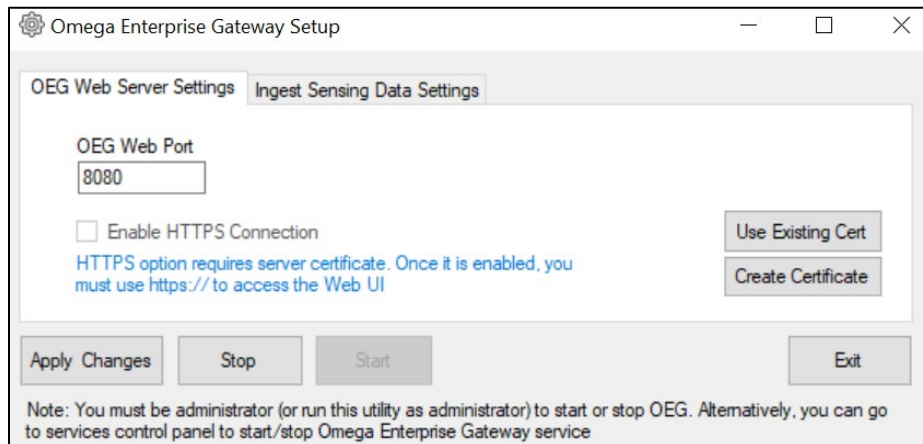 Omega Enterprise Gateway Setup
OEG Web Server Settings
Ingest Sensing Data Settings
OEG Web Port
8080
Enable HTTPS Connection
HTTPS option requires server certificate. Once it is enabled, you
must use https:// to access the Web UI
Use Existing Cert
Create Certificate
Apply Changes
Stop
Start
Exit
Note: You must be administrator (or run this utility as administrator) to start or stop OEG. Alternatively, you can go
to services control panel to start/stop Omega Enterprise Gateway service